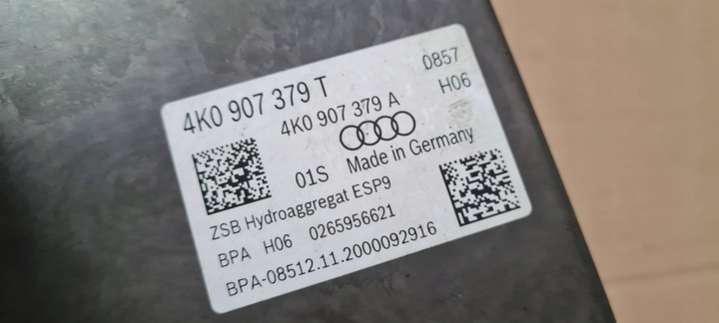 4K0 907 379 T 0857
4K0 907 379 A H06
01S Made in Germany
ZSB Hydroaggregat ESP9
BPA H06 0265956621
BPA-08512.11.2000092916